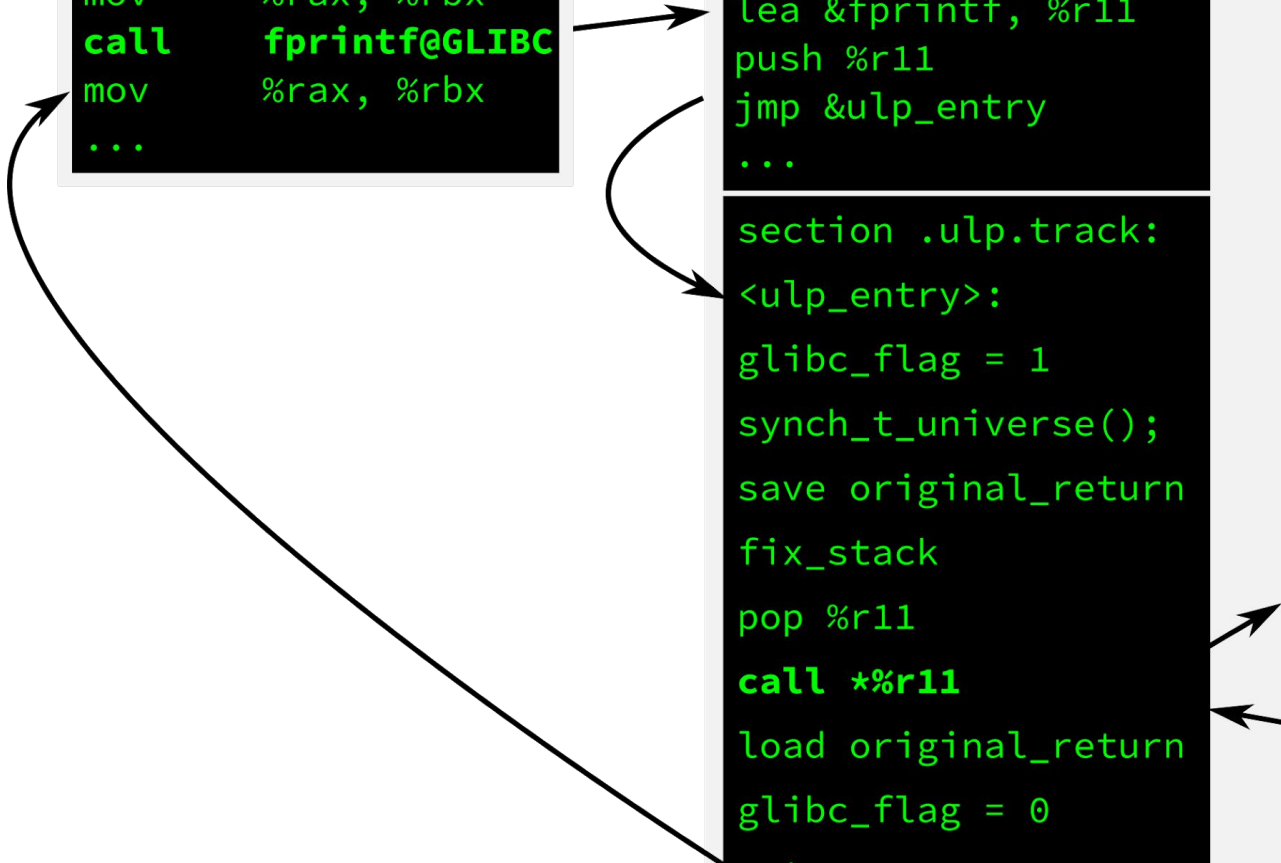 mov %rax, %rbx
call fprintf@GLIBC
mov %rax, %rbx
...
lea &fprintf, %r11
push %r11
jmp &ulp_entry
...
section .ulp.track:
<ulp_entry>:
glibc_flag = 1
synch_t_universe();
save original_return
fix_stack
pop %r11
call *%r11
load original_return
glibc_flag = 0